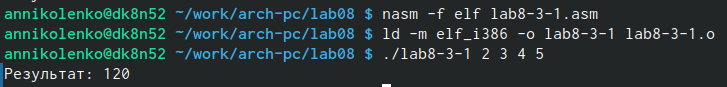 annikolenko@dk8n52 ~/work/arch-pc/lab08 $ nasm -f elf lab8-3-1.asm
annikolenko@dk8n52 ~/work/arch-pc/lab08 $ ld -m elf_i386 -o lab8-3-1 lab8-3-1.o
annikolenko@dk8n52 ~/work/arch-pc/lab08 $ ./lab8-3-1 2 3 4 5
Результат: 120